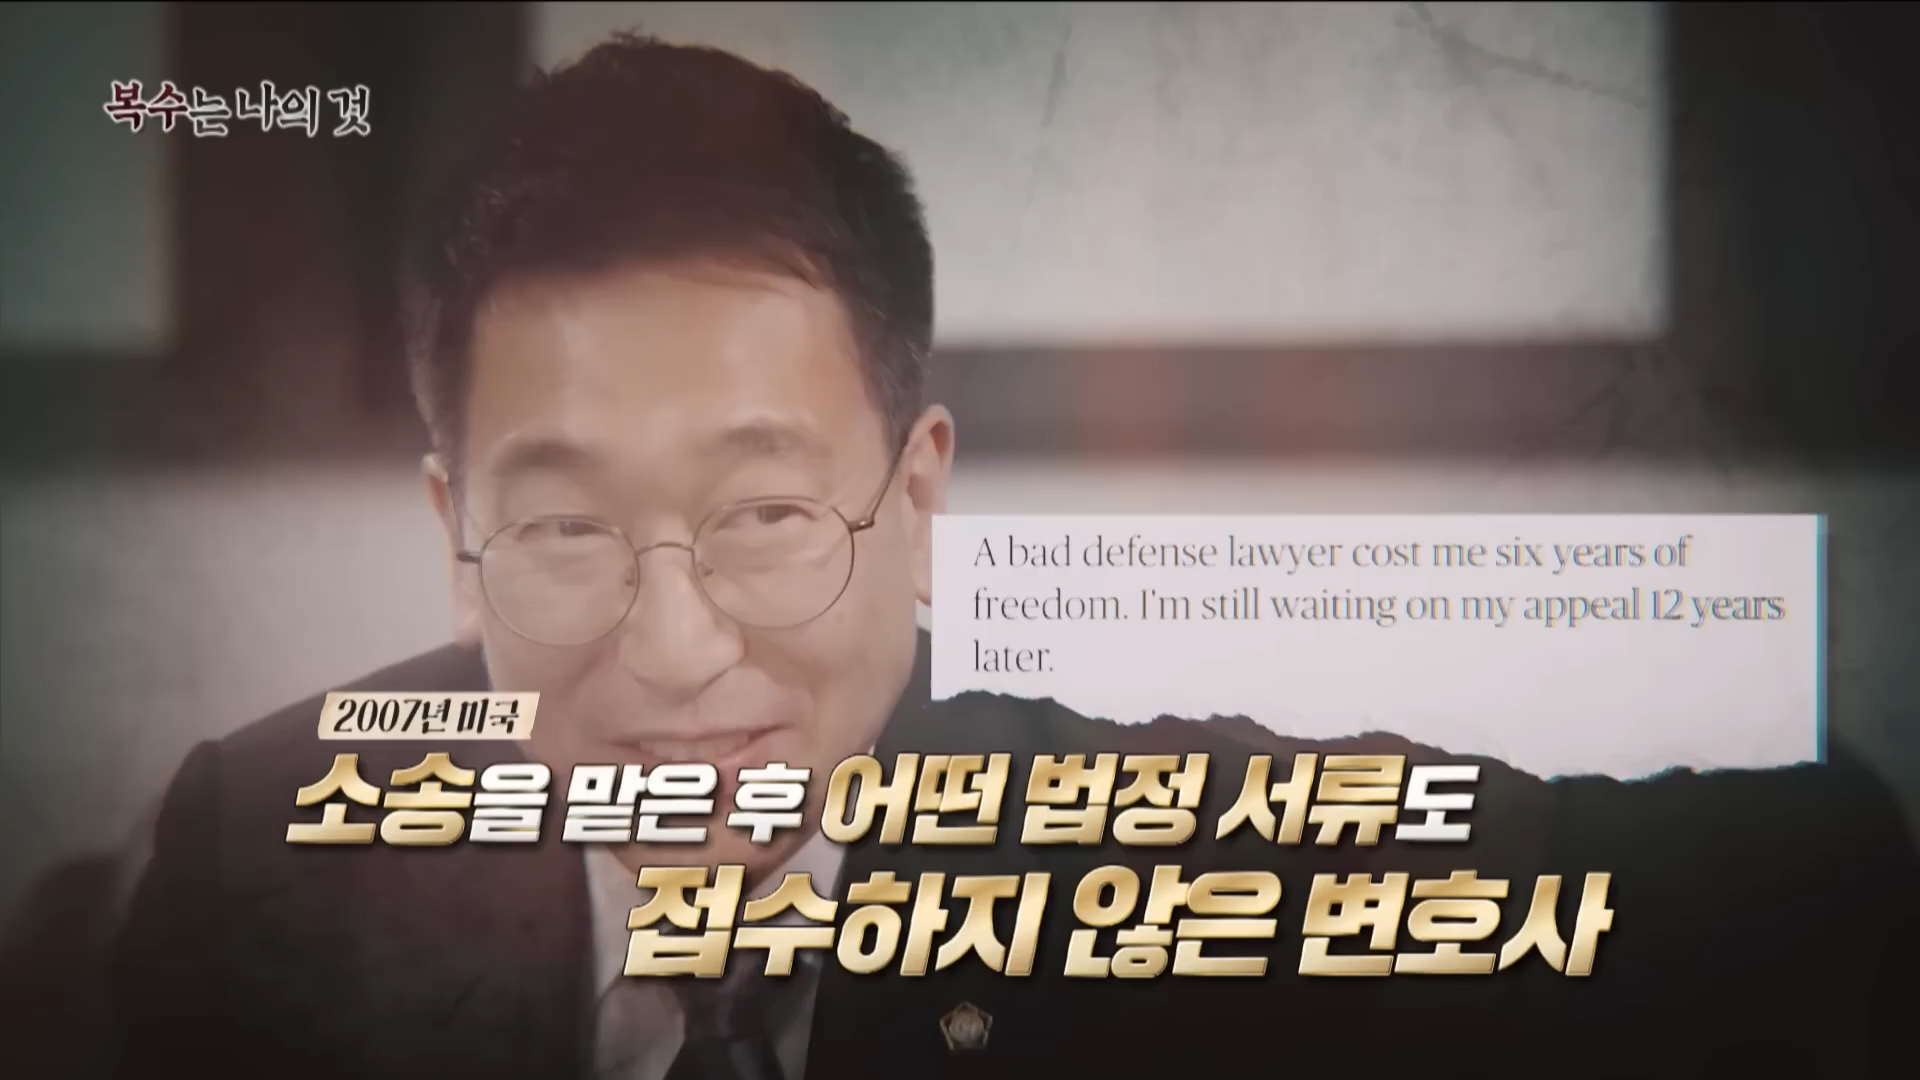 복수는 나의 것
A bad defense lawyer cost me six years of
freedom. I'm still waiting on my appeal 12 years
later.
2007년 미국
소송을 맡은 후 어떤 법정 서류도
접수하지 않은 변호사